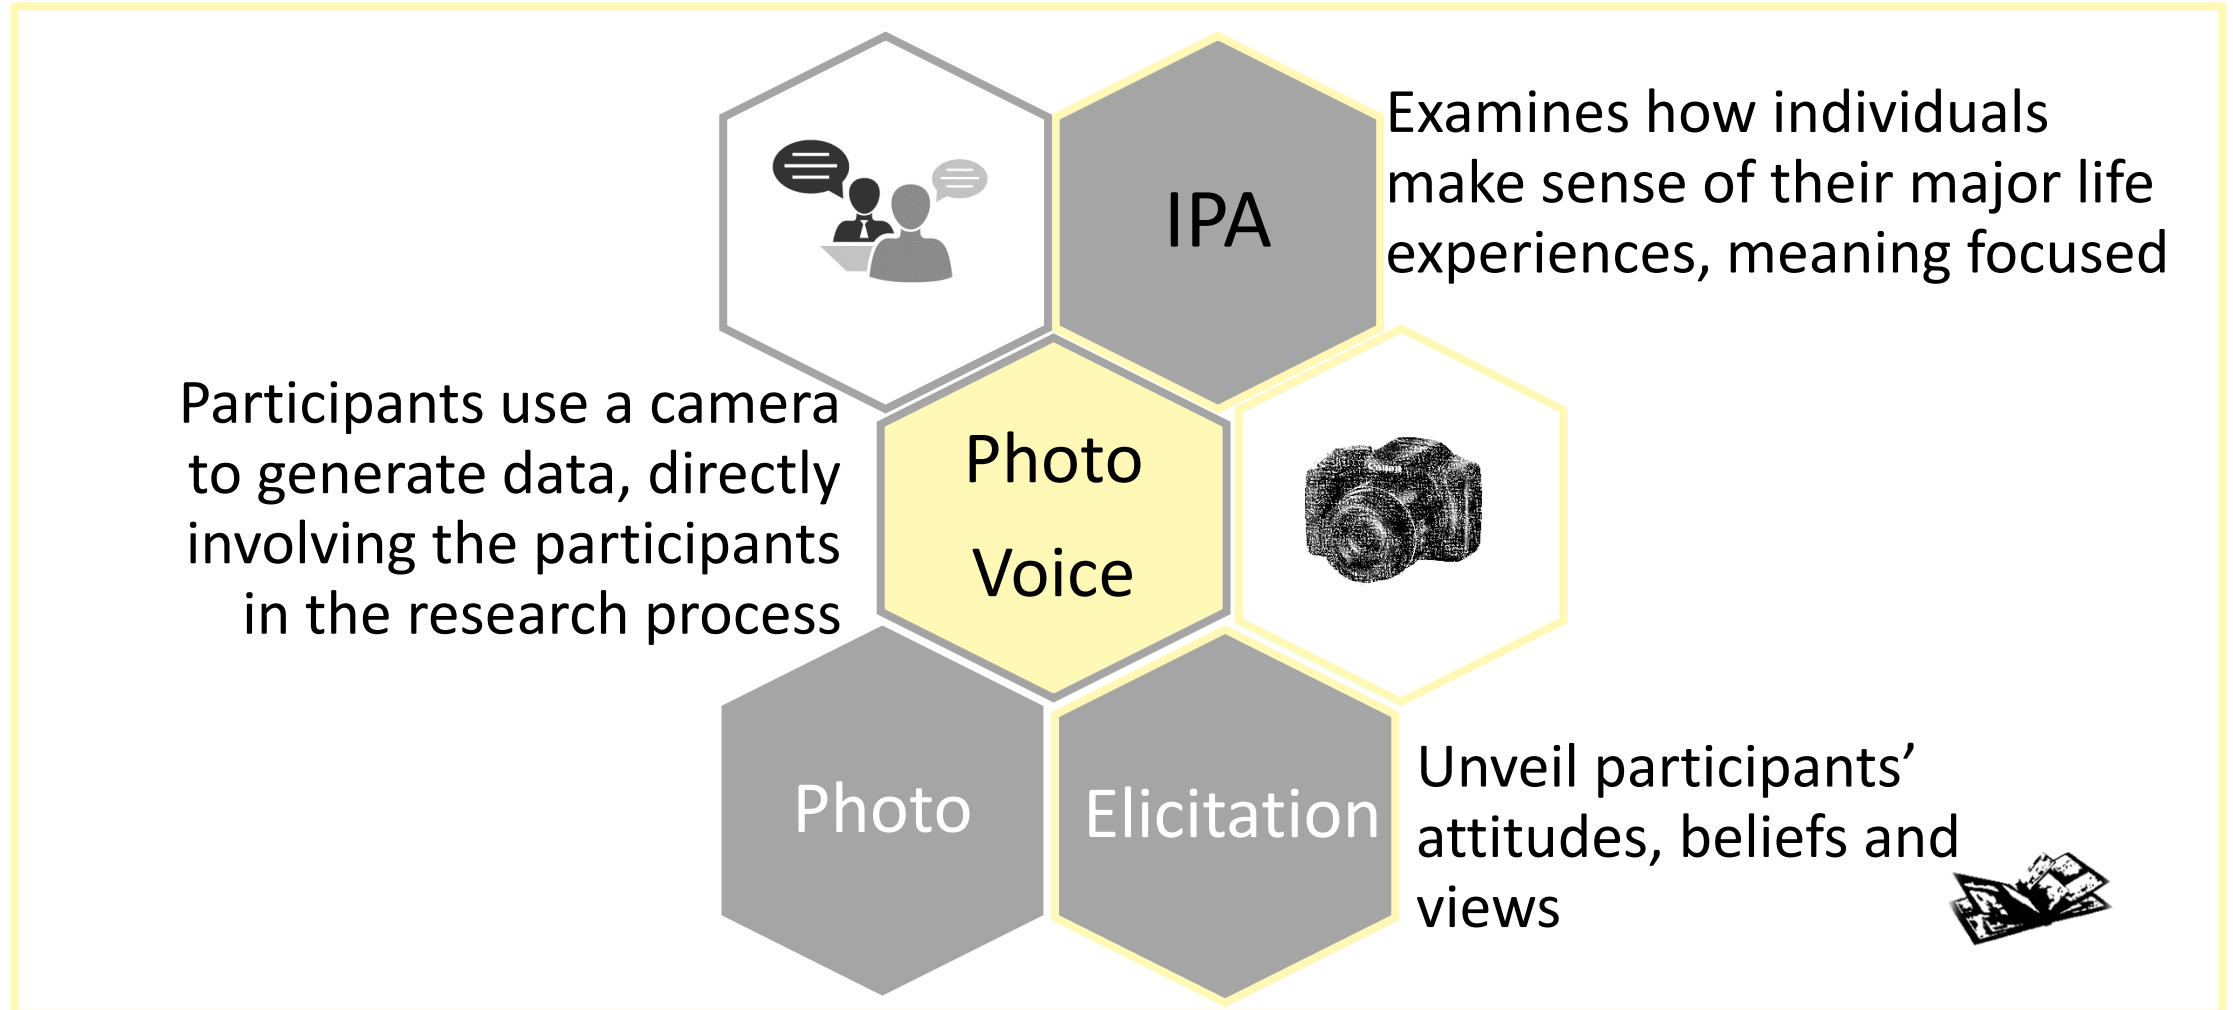 IPA
Examines how individuals
make sense of their major life
experiences, meaning focused
Participants use a camera
to generate data, directly
involving the participants
in the research process
Photo
Voice
Canon
Photo
Elicitation
Unveil participants’
attitudes, beliefs and
views